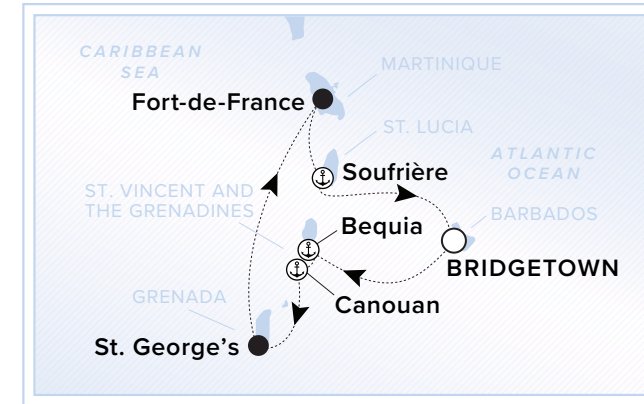 CARIBBEAN
SEA
MARTINIQUE
Fort-de-France
ST. LUCIA
ATLANTIC
OCEAN
Soufrière
ST. VINCENT AND
THE GRENADINES
BARBADOS
Bequia
BRIDGETOWN
Canouan
GRENADA
St. George’s